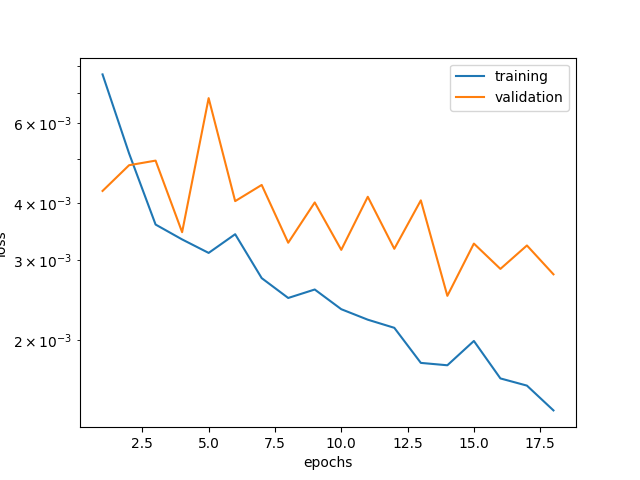 training
validation
6 × 10⁻³
4 × 10⁻³
3 × 10⁻³
2 × 10⁻³
loss
2.5 5.0 7.5 10.0 12.5 15.0 17.5
epochs